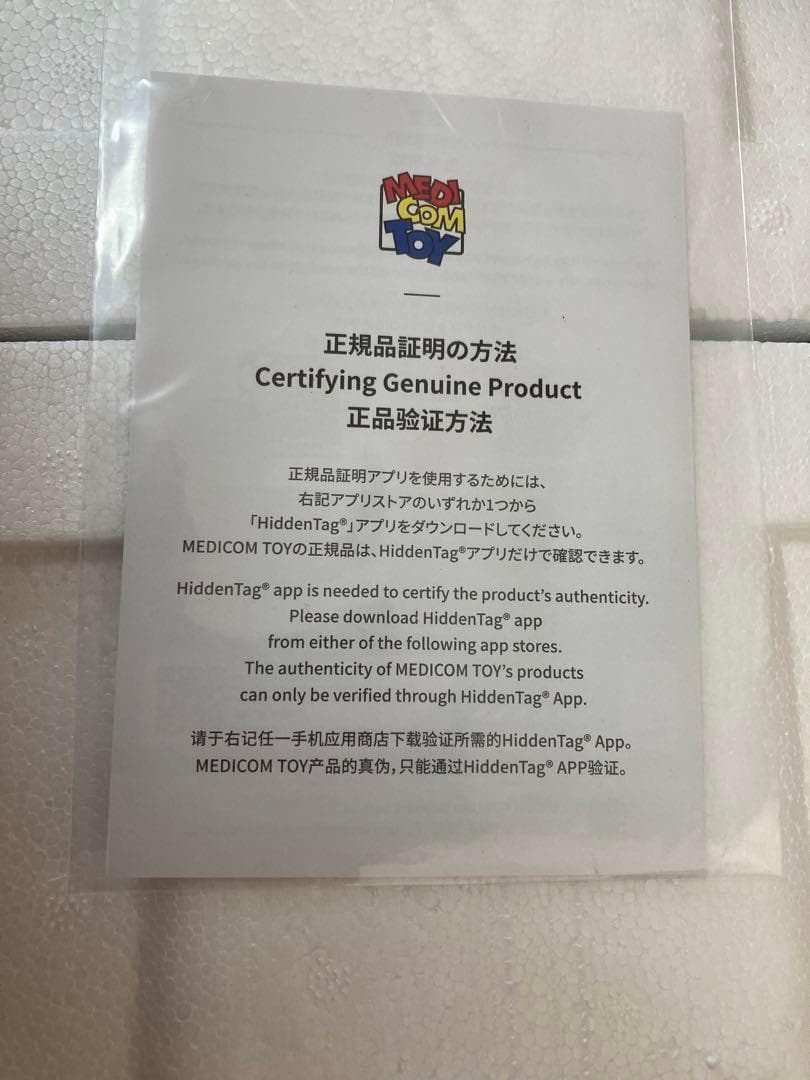 MEDI
COM
TOY
正規品証明の方法
Certifying Genuine Product
正品验证方法
正規品証明アプリを使用するためには、
右記アプリストアのいずれか1つから
「HiddenTag®」アプリをダウンロードしてください。
MEDICOM TOYの正規品は、HiddenTag®アプリだけで確認できます。
HiddenTag® app is needed to certify the product's authenticity.
Please download HiddenTag® app
from either of the following app stores.
The authenticity of MEDICOM TOY's products
can only be verified through HiddenTag® App.
请于右记任一手机应用商店下载验证所需的HiddenTag® App。
MEDICOM TOY产品的真伪，只能通过HiddenTag® APP验证。